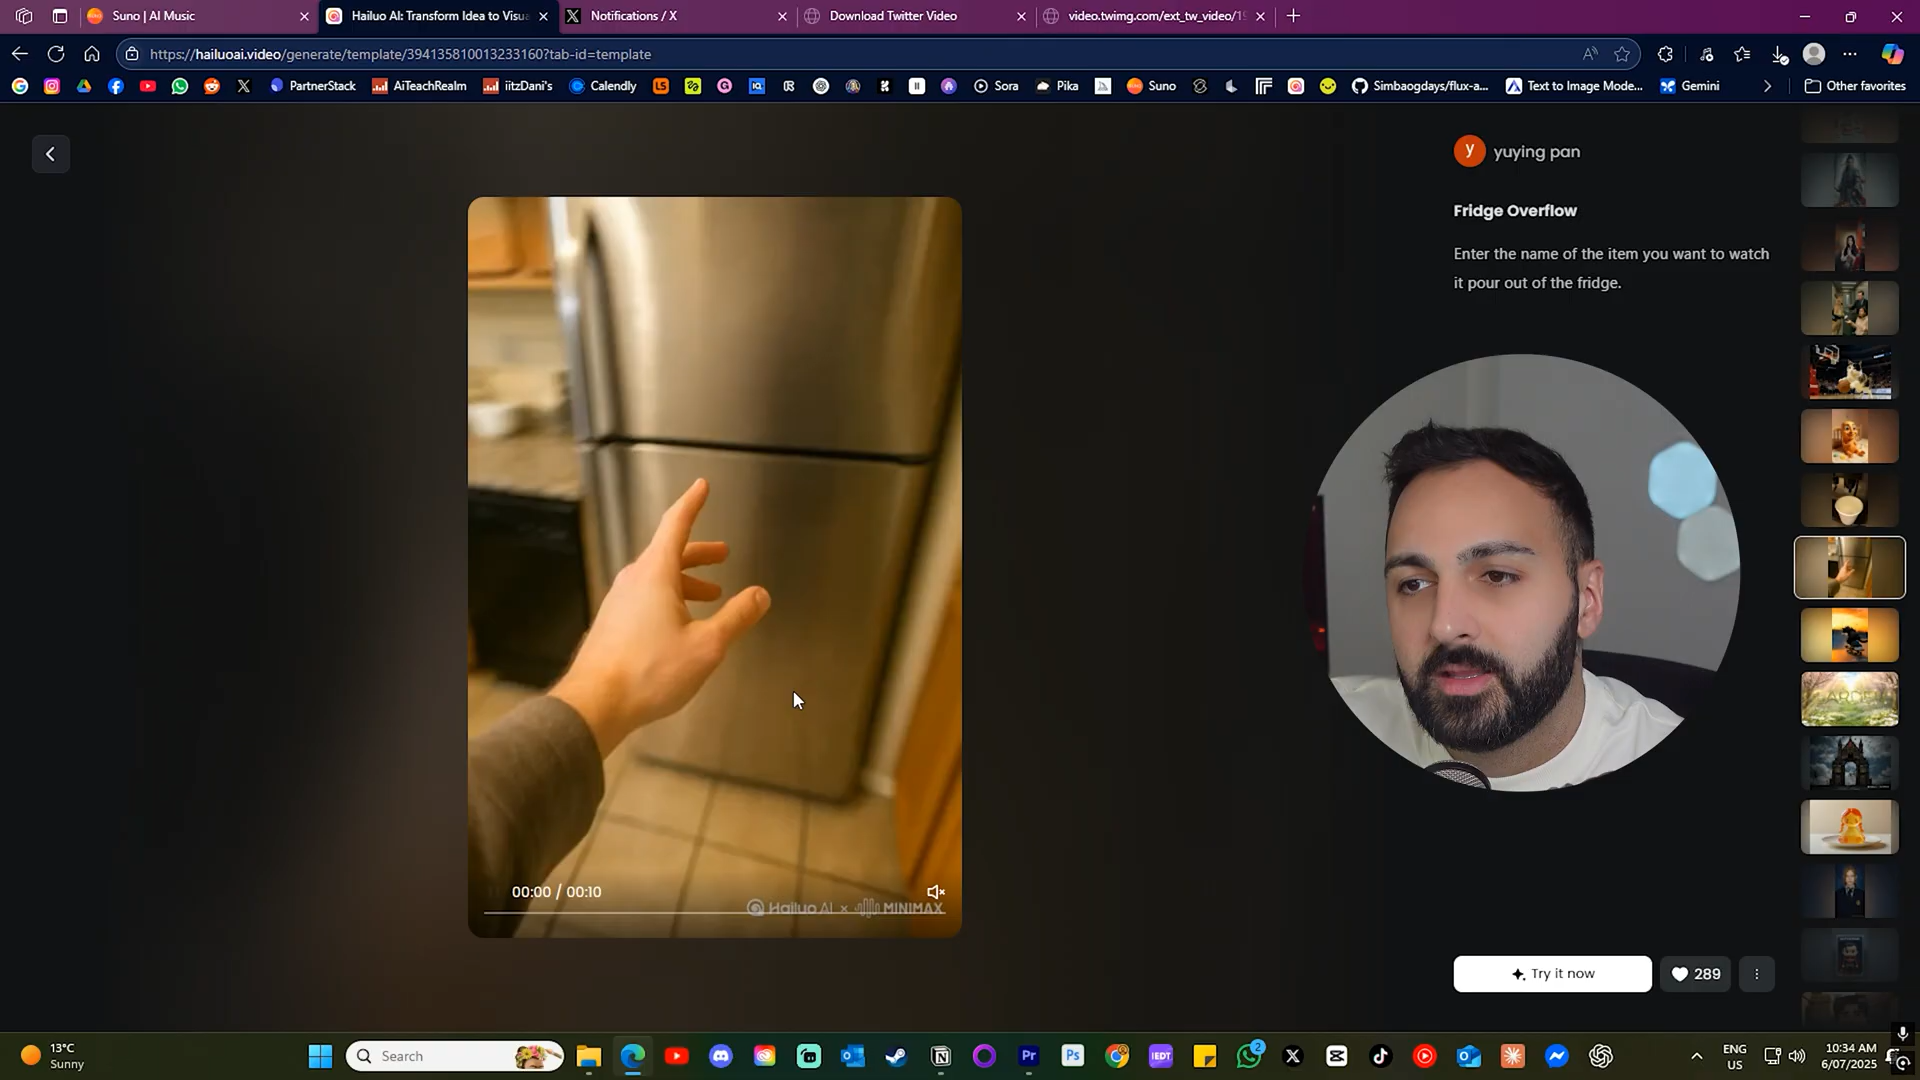 Suno | AI Music
Hailuo AI: Transform Idea to Visu
Notifications / X
Download Twitter Video
video.twimg.com/ext_tw_video/1
https://hailuoai.video/generate/template/394135810013233160?tab-id=template
PartnerStack
AiTeachRealm
iitzDani's
Calendly
Sora
Pika
Suno
Simbaogdays/flux-a...
Text to Image Mode...
Gemini
Other favorites
y yuying pan
Fridge Overflow
Enter the name of the item you want to watch
it pour out of the fridge.
00:00 / 00:10
Hailuo AI × MINIMAX
Try it now
289
13°C
Sunny
Search
IEDT
2
ENG
US
10:34 AM
6/07/2025